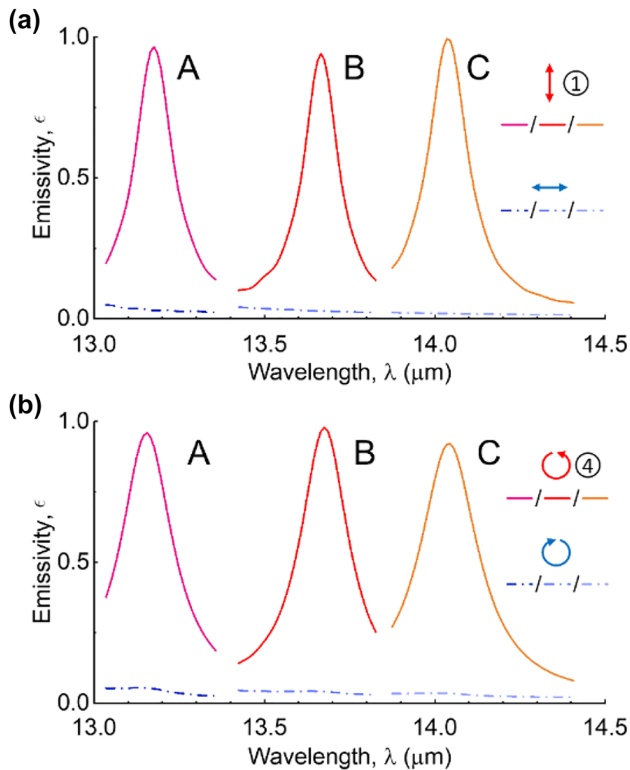 (a)
1.0
0.5
0.0
Emissivity, ϵ
A B C
①
/ /
/ /
13.0 13.5 14.0 14.5
Wavelength, λ (μm)
(b)
1.0
0.5
0.0
Emissivity, ϵ
A B C
④
/ /
/ /
13.0 13.5 14.0 14.5
Wavelength, λ (μm)